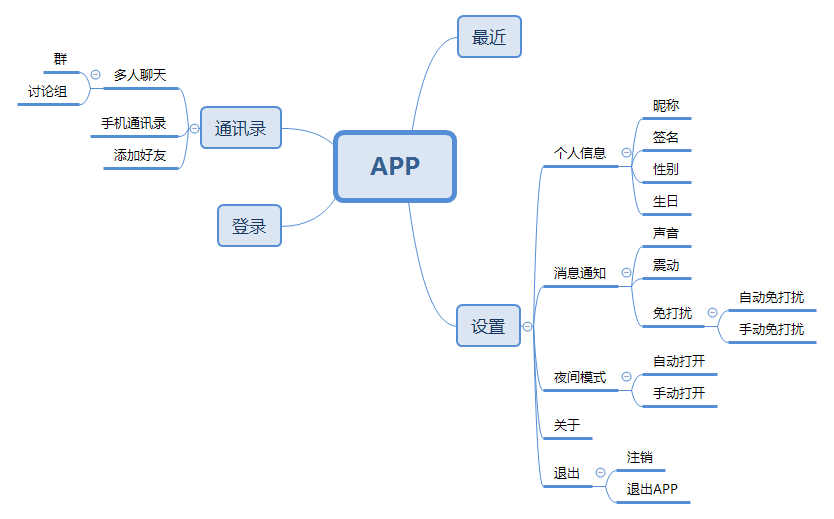 APP
最近
通讯录
多人聊天
群
讨论组
手机通讯录
添加好友
登录
设置
个人信息
昵称
签名
性别
生日
消息通知
声音
震动
免打扰
自动免打扰
手动免打扰
夜间模式
自动打开
手动打开
关于
退出
注销
退出APP